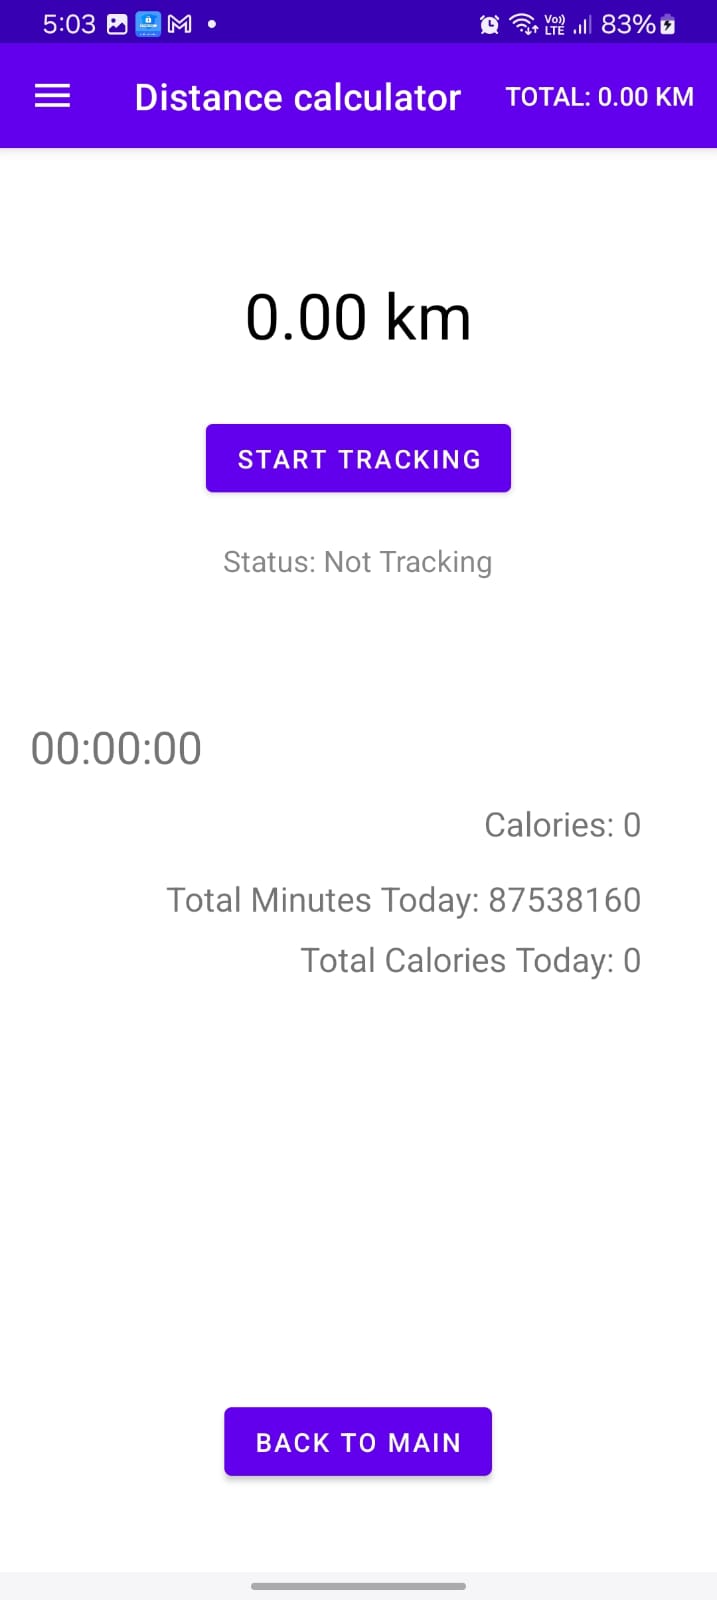 5:03 Vo)) LTE 83%
Distance calculator TOTAL: 0.00 KM
0.00 km
START TRACKING
Status: Not Tracking
00:00:00
Calories: 0
Total Minutes Today: 87538160
Total Calories Today: 0
BACK TO MAIN